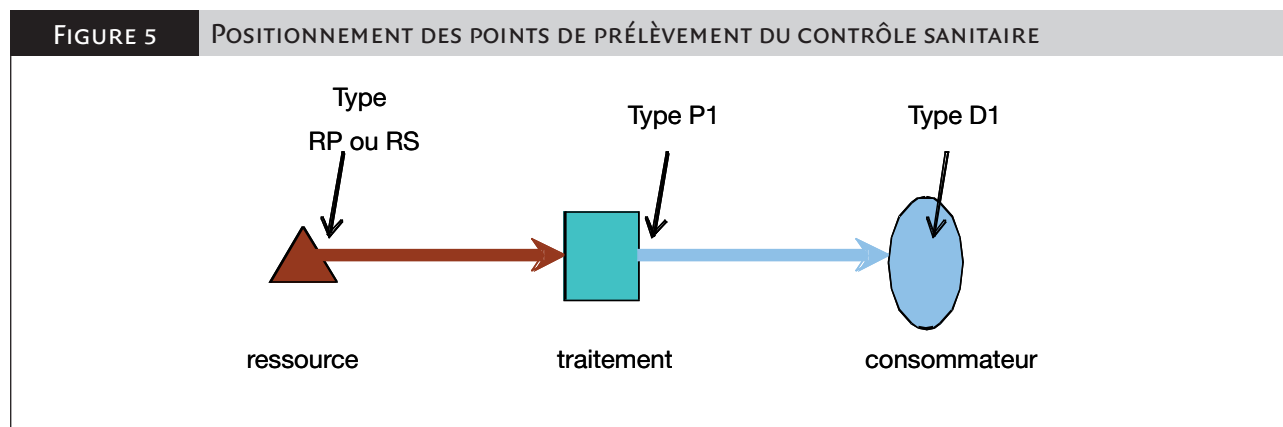 FIGURE 5
POSITIONNEMENT DES POINTS DE PRÉLÈVEMENT DU CONTRÔLE SANITAIRE
Type
RP ou RS
Type P1
Type D1
ressource
traitement
consommateur